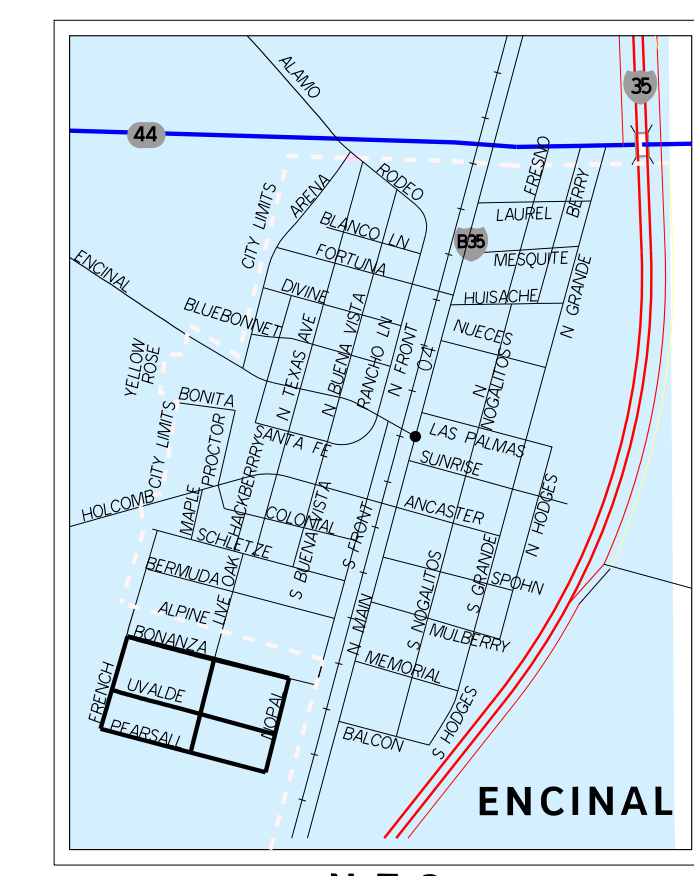 ALAMO
35
44
FRESNO
BERRY
RODEO
ARENA
CITY LIMITS
LAUREL
BLANCO LN
B35
FORTUNA
MESQUITE
ENCINAL
DIVINE
HUISACHE
N GRANDE
BLUEBONNET
N TEXAS AVE
N BUENA VISTA
RANCHO LN
N FRONT
NUECES
YELLOW
ROSE
N
NOGALITOS
BONITA
CITY LIMITS
PROCTOR
SANTA FE
LAS PALMAS
SUNRISE
HACKBERRRY
HOLCOMB
MAPLE
COLONIAL
S BUENA VISTA
S FRONT
ANCASTER
N HODGES
SCHLETZE
BERMUDA
LIVE OAK
S NOGALITOS
S GRANDE
SPOHN
ALPINE
N MAIN
MULBERRY
BONANZA
MEMORIAL
FRENCH
UVALDE
NOPAL
S HODGES
PEARSALL
BALCON
ENCINAL